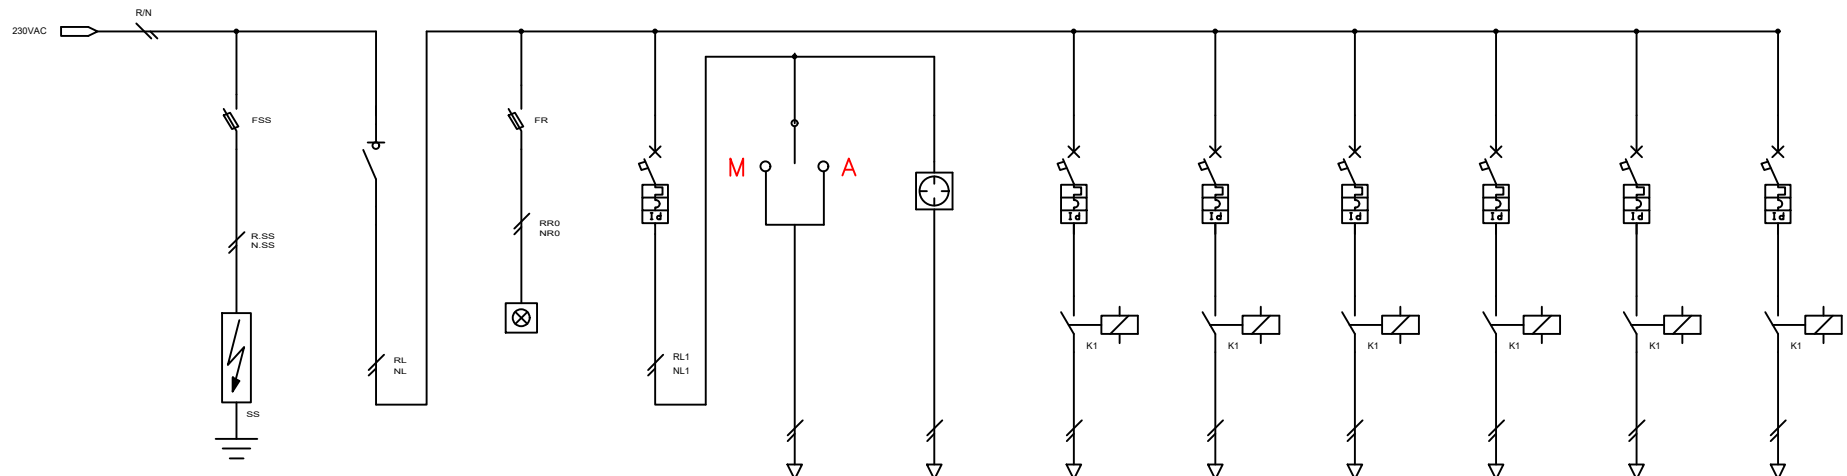 R/N
230VAC
FSS
FR
M
A
R.SS
N.SS
RR0
NR0
Id
Id
Id
Id
Id
Id
Id
K1
K1
K1
K1
K1
K1
RL
NL
RL1
NL1
SS